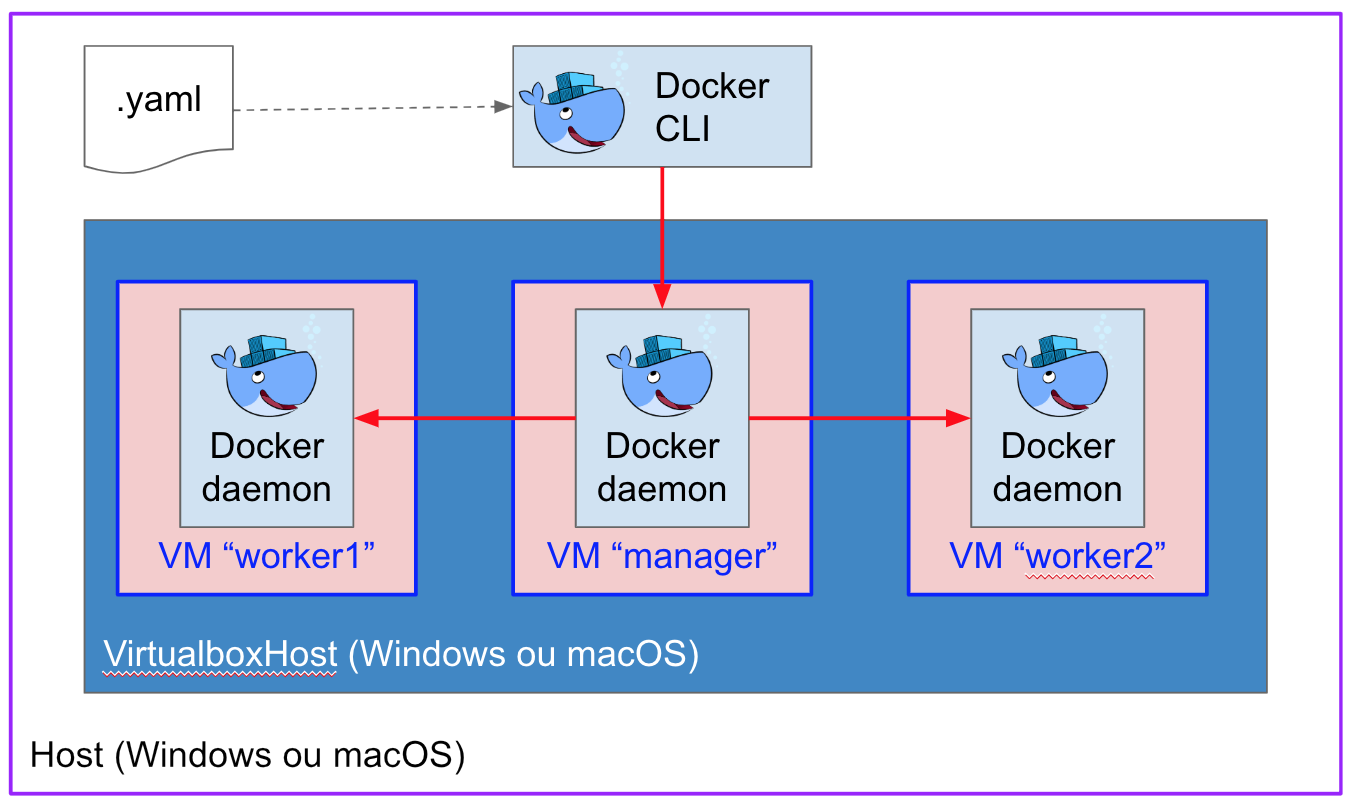 .yaml
Docker
CLI
Docker
daemon
VM “worker1”
Docker
daemon
VM “manager”
Docker
daemon
VM “worker2”
VirtualboxHost (Windows ou macOS)
Host (Windows ou macOS)